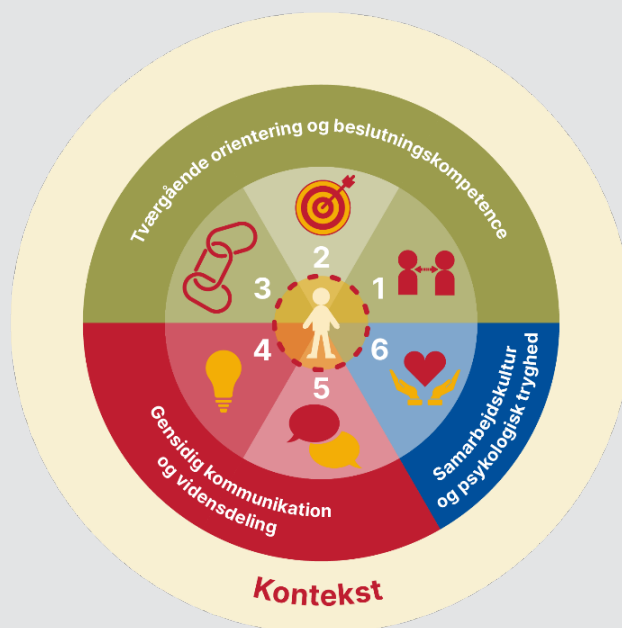 Tværgående orientering og beslutningskompetence
2
3
1
4
6
5
Gensidig kommunikation
og vidensdeling
Samarbejdskultur
og psykologisk tryghed
Kontekst